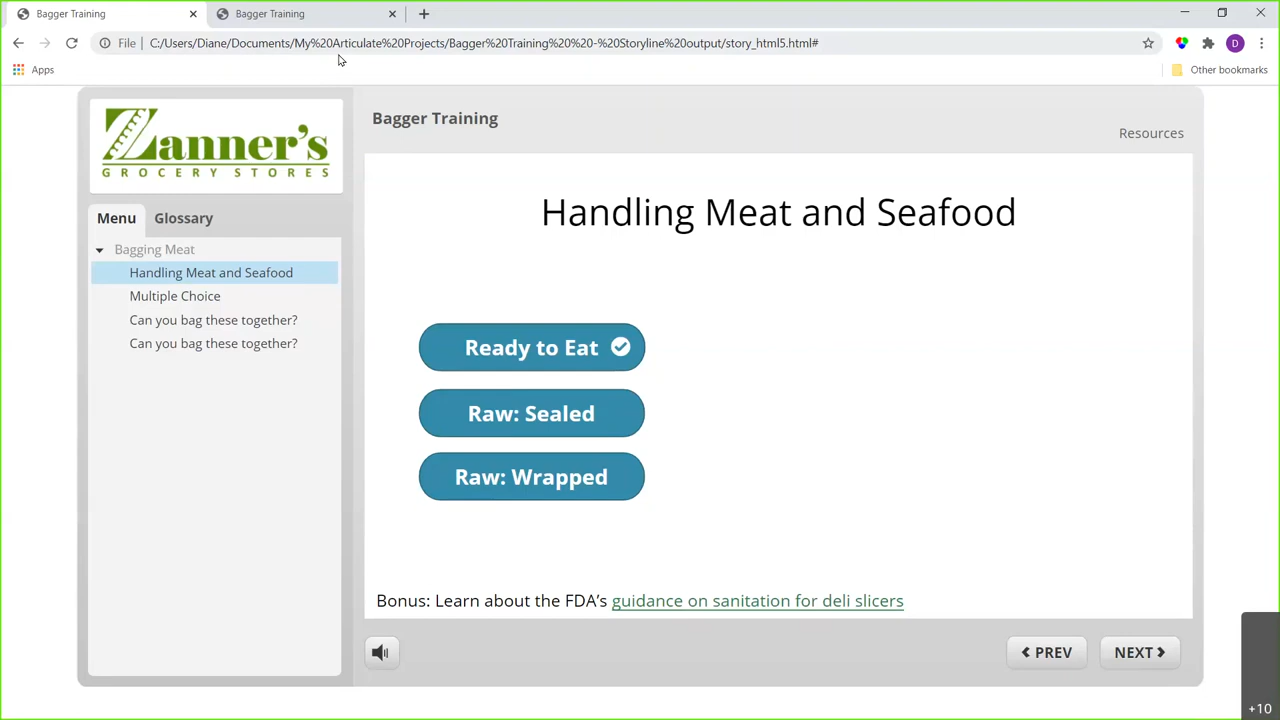 Bagger Training
Bagger Training
File
C:/Users/Diane/Documents/My%20Articulate%20Projects/Bagger%20Training%20%20-%20Storyline%20output/story_html5.html#
D
Apps
Other bookmarks
Zanner's
GROCERY STORES
Bagger Training
Resources
Menu
Glossary
Bagging Meat
Handling Meat and Seafood
Multiple Choice
Can you bag these together?
Can you bag these together?
Handling Meat and Seafood
Ready to Eat
Raw: Sealed
Raw: Wrapped
Bonus: Learn about the FDA's guidance on sanitation for deli slicers
PREV
NEXT
+10